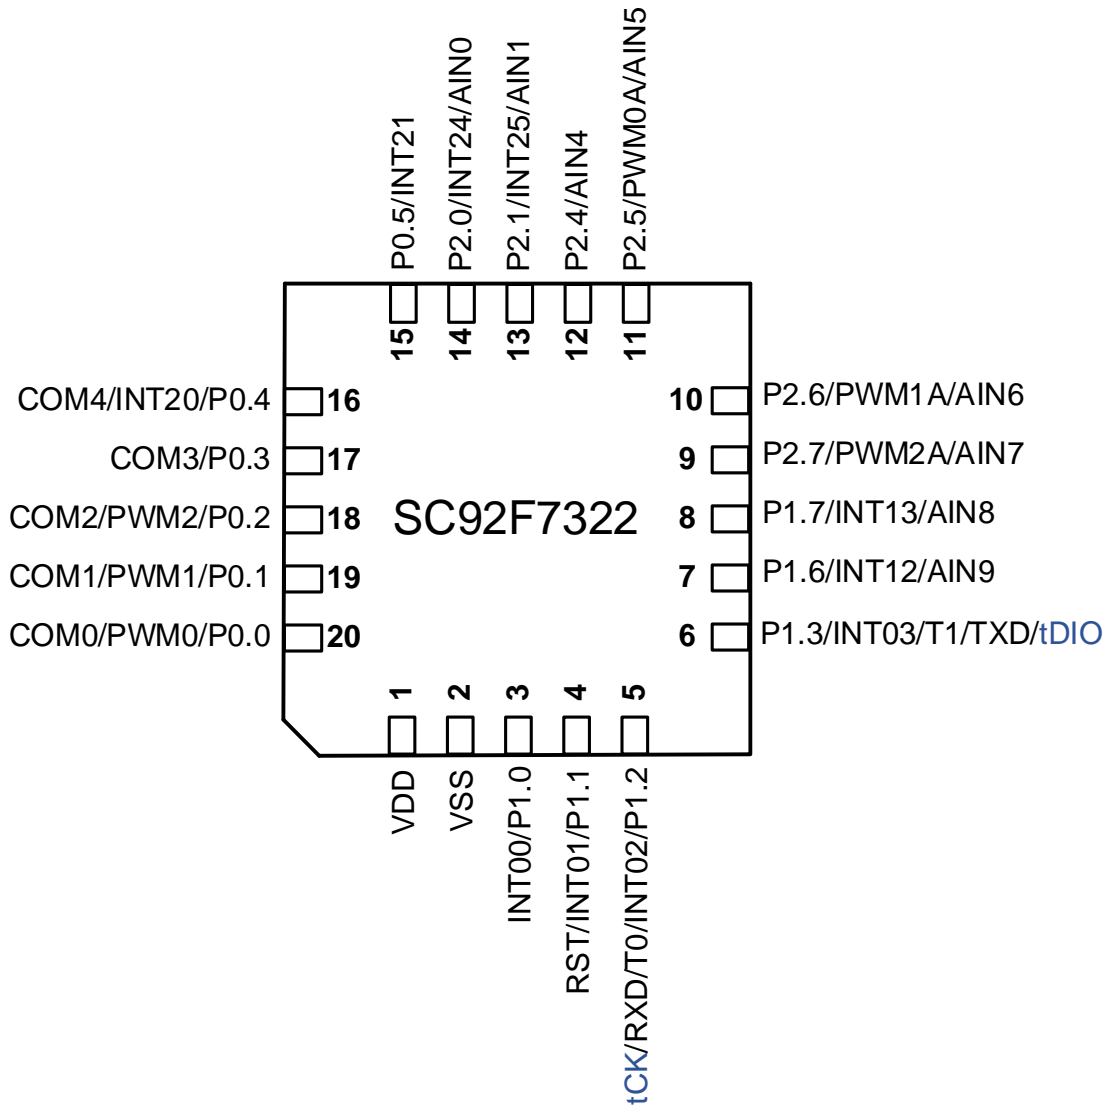 P0.5/INT21
P2.0/INT24/AIN0
P2.1/INT25/AIN1
P2.4/AIN4
P2.5/PWM0A/AIN5
15
14
13
12
11
COM4/INT20/P0.4
16
10
P2.6/PWM1A/AIN6
COM3/P0.3
17
9
P2.7/PWM2A/AIN7
COM2/PWM2/P0.2
18
SC92F7322
8
P1.7/INT13/AIN8
COM1/PWM1/P0.1
19
7
P1.6/INT12/AIN9
COM0/PWM0/P0.0
20
6
P1.3/INT03/T1/TXD/tDIO
1
2
3
4
5
VDD
VSS
INT00/P1.0
RST/INT01/P1.1
tCK/RXD/T0/INT02/P1.2